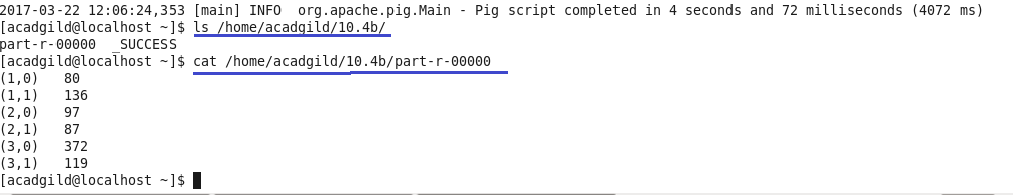 2017-03-22 12:06:24,353 [main] INFO  org.apache.pig.Main - Pig script completed in 4 seconds and 72 milliseconds (4072 ms)
[acadgild@localhost ~]$ ls /home/acadgild/10.4b/
part-r-00000  _SUCCESS
[acadgild@localhost ~]$ cat /home/acadgild/10.4b/part-r-00000
(1,0)   80
(1,1)   136
(2,0)   97
(2,1)   87
(3,0)   372
(3,1)   119
[acadgild@localhost ~]$